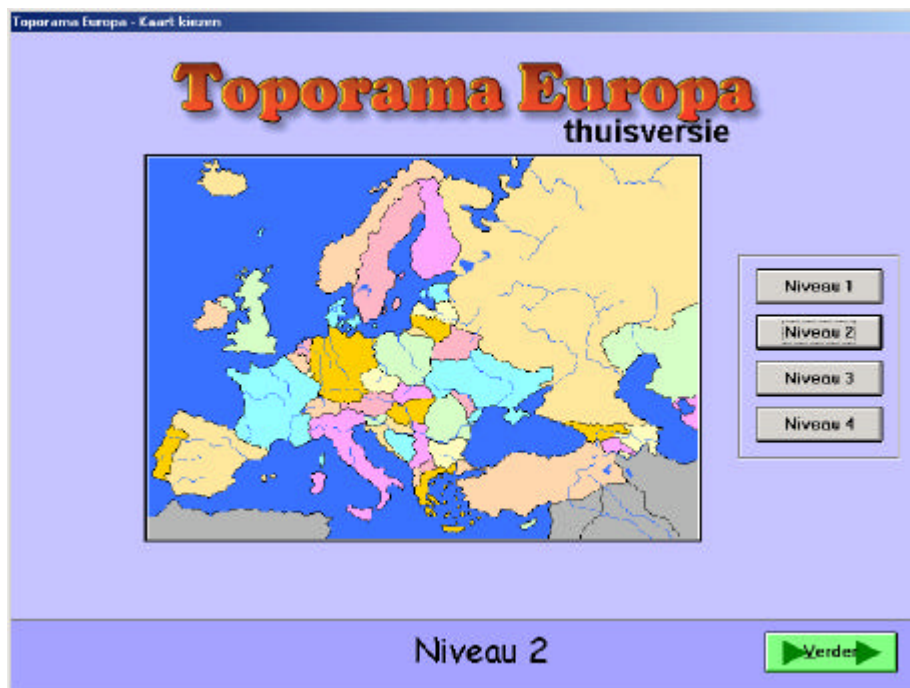 Toporama Europa - Kaart kiezen
Toporama Europa
thuisversie
Niveau 1
Niveau 2
Niveau 3
Niveau 4
Niveau 2
Verder